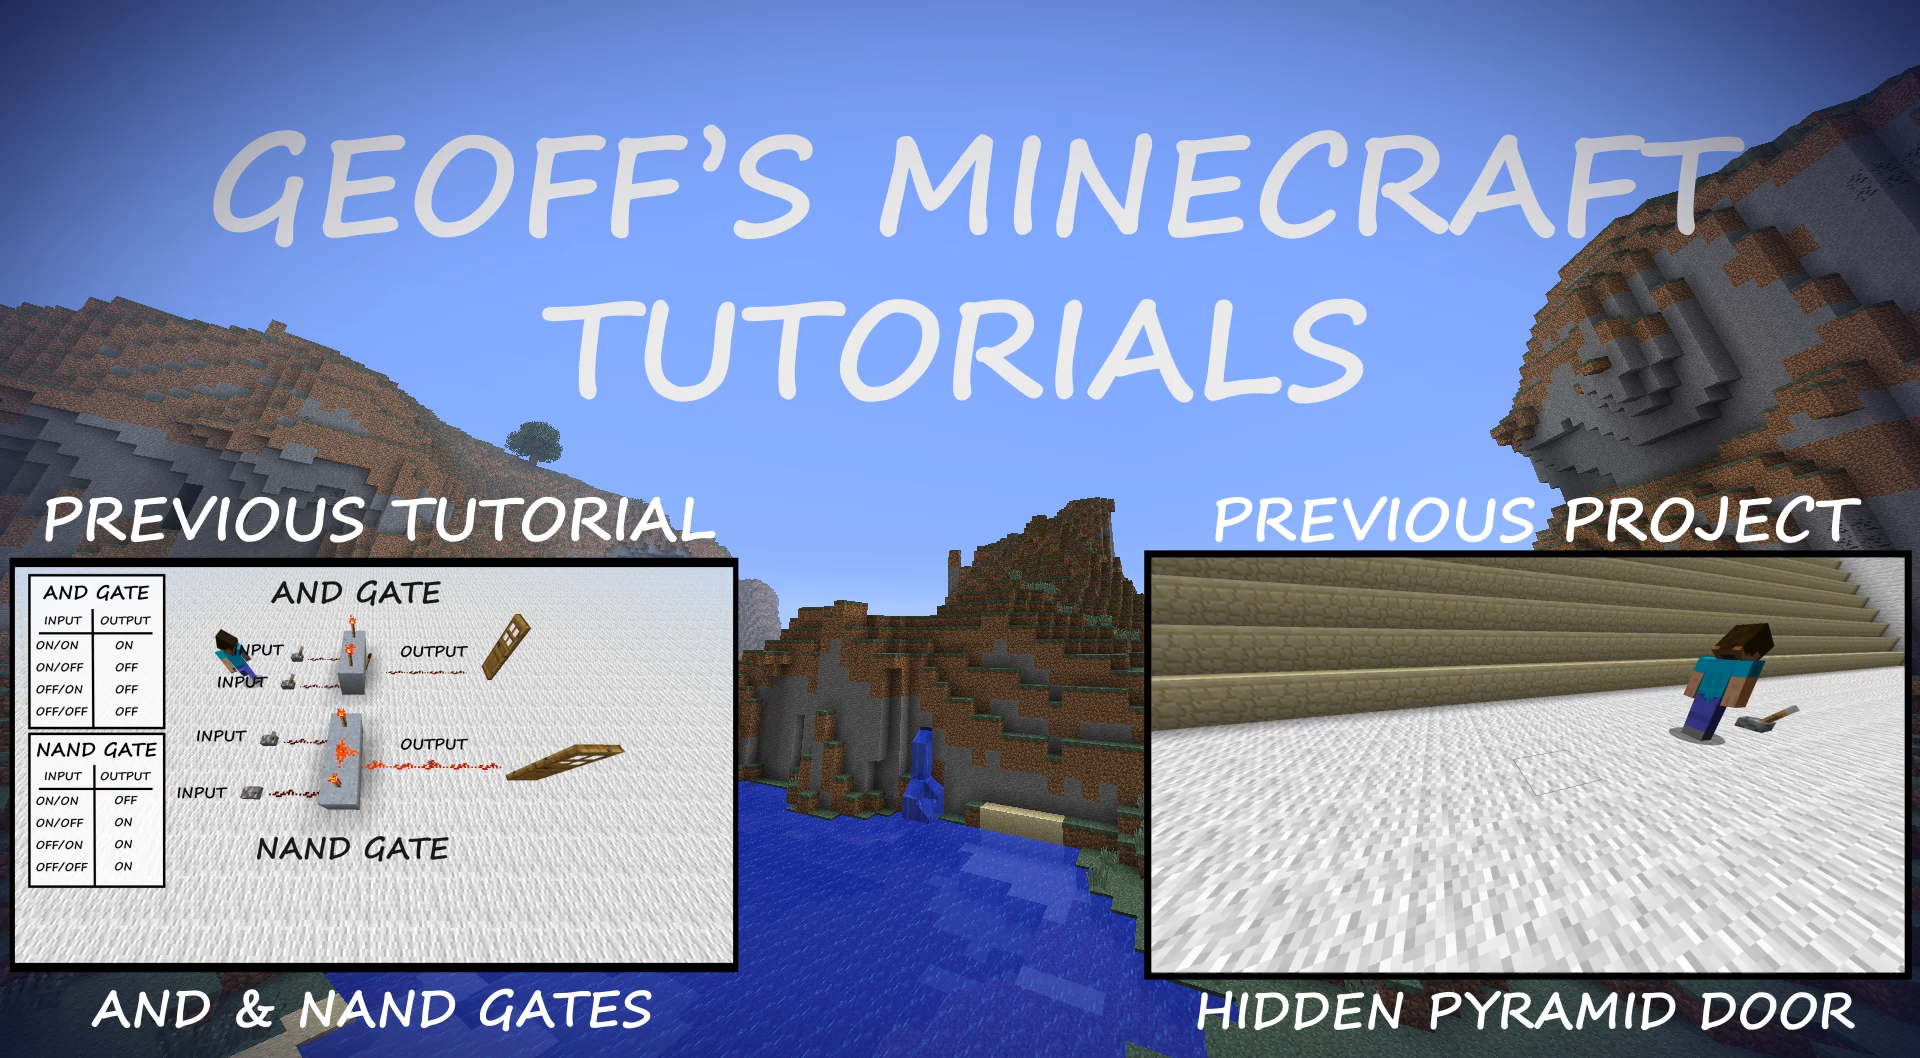 GEOFF'S MINECRAFT
TUTORIALS
PREVIOUS TUTORIAL
AND GATE
INPUT OUTPUT
ON/ON ON
ON/OFF OFF
OFF/ON OFF
OFF/OFF OFF
NAND GATE
INPUT OUTPUT
ON/ON OFF
ON/OFF ON
OFF/ON ON
OFF/OFF ON
AND GATE
INPUT OUTPUT
INPUT
INPUT OUTPUT
INPUT
NAND GATE
AND & NAND GATES
PREVIOUS PROJECT
HIDDEN PYRAMID DOOR